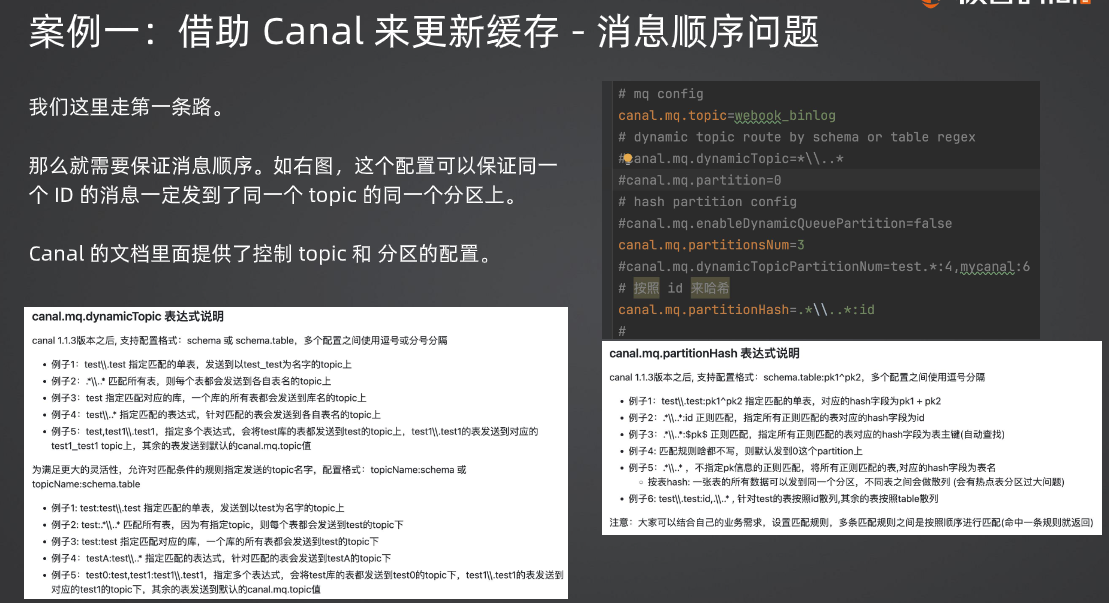 案例一：借助 Canal 来更新缓存 - 消息顺序问题
我们这里走第一条路。
那么就需要保证消息顺序。如右图，这个配置可以保证同一
个 ID 的消息一定发到了同一个 topic 的同一个分区上。
Canal 的文档里面提供了控制 topic 和 分区的配置。
canal.mq.dynamicTopic 表达式说明
canal 1.1.3版本之后, 支持配置格式：schema 或 schema.table，多个配置之间使用逗号或分号分隔
• 例子1：test\\.test 指定匹配的单表，发送到以test_test为名字的topic上
• 例子2：.*\\..* 匹配所有表，则每个表都会发送到各自表名的topic上
• 例子3：test 指定匹配对应的库，一个库的所有表都会发送到库名的topic上
• 例子4：test\\..* 指定匹配的表达式，针对匹配的表会发送到各自表名的topic上
• 例子5：test,test1\\.test1，指定多个表达式，会将test库的表都发送到test的topic上，test1\\.test1的表发送到对应的
test1_test1 topic上，其余的表发送到默认的canal.mq.topic值
为满足更大的灵活性，允许对匹配条件的规则指定发送的topic名字，配置格式：topicName:schema 或
topicName:schema.table
• 例子1: test:test\\.test 指定匹配的单表，发送到以test为名字的topic上
• 例子2: test:.*\\..* 匹配所有表，因为有指定topic，则每个表都会发送到test的topic下
• 例子3: test:test 指定匹配对应的库，一个库的所有表都会发送到test的topic下
• 例子4：testA:test\\..* 指定匹配的表达式，针对匹配的表会发送到testA的topic下
• 例子5：test0:test,test1:test1\\.test1，指定多个表达式，会将test库的表都发送到test0的topic下，test1\\.test1的表发送到
对应的test1的topic下，其余的表发送到默认的canal.mq.topic值
# mq config
canal.mq.topic=webook_binlog
# dynamic topic route by schema or table regex
#canal.mq.dynamicTopic=*\\..*
#canal.mq.partition=0
# hash partition config
#canal.mq.enableDynamicQueuePartition=false
canal.mq.partitionsNum=3
#canal.mq.dynamicTopicPartitionNum=test.*:4,mycanal:6
# 按照 id 来哈希
canal.mq.partitionHash=.*\\..*:id
#
canal.mq.partitionHash 表达式说明
canal 1.1.3版本之后, 支持配置格式：schema.table:pk1^pk2，多个配置之间使用逗号分隔
• 例子1：test\\.test:pk1^pk2 指定匹配的单表，对应的hash字段为pk1 + pk2
• 例子2：.*\\..*:id 正则匹配，指定所有正则匹配的表对应的hash字段为id
• 例子3：.*\\..*:$pk$ 正则匹配，指定所有正则匹配的表对应的hash字段为表主键(自动查找)
• 例子4: 匹配规则啥都不写，则默认发到0这个partition上
• 例子5：.*\\..* ，不指定pk信息的正则匹配，将所有正则匹配的表,对应的hash字段为表名
◦ 按表hash: 一张表的所有数据可以发到同一个分区，不同表之间会做散列 (会有热点表分区过大问题)
• 例子6: test\\.test:id,.\\..* , 针对test的表按照id散列,其余的表按照table散列
注意：大家可以结合自己的业务需求，设置匹配规则，多条匹配规则之间是按照顺序进行匹配(命中一条规则就返回)